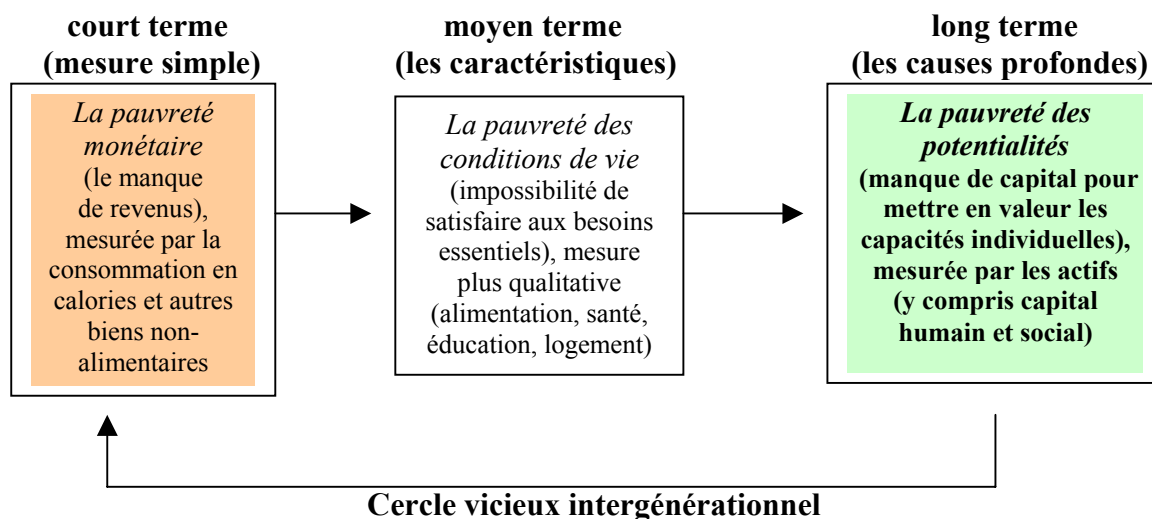 court terme
(mesure simple)
La pauvreté
monétaire
(le manque
de revenus),
mesurée par la
consommation en
calories et autres
biens non-
alimentaires
moyen terme
(les caractéristiques)
La pauvreté des
conditions de vie
(impossibilité de
satisfaire aux besoins
essentiels), mesure
plus qualitative
(alimentation, santé,
éducation, logement)
long terme
(les causes profondes)
La pauvreté des
potentialités
(manque de capital pour
mettre en valeur les
capacités individuelles),
mesurée par les actifs
(y compris capital
humain et social)
Cercle vicieux intergénérationnel